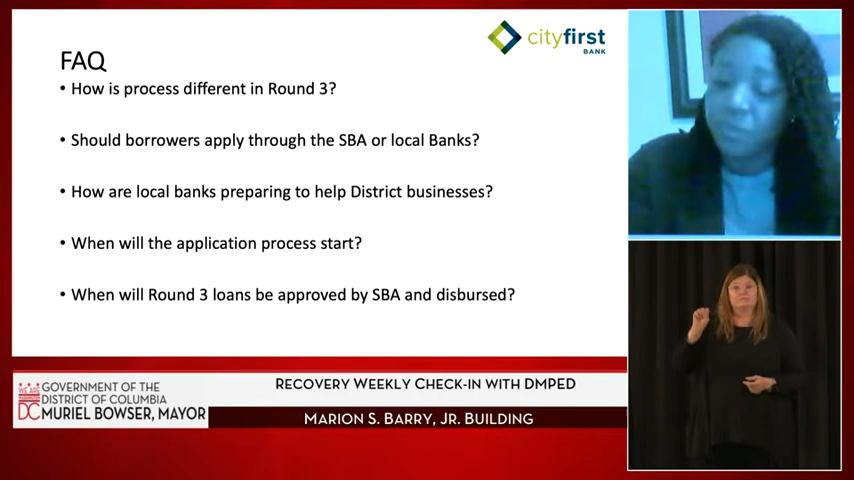 cityfirst
BANK
FAQ
• How is process different in Round 3?
• Should borrowers apply through the SBA or local Banks?
• How are local banks preparing to help District businesses?
• When will the application process start?
• When will Round 3 loans be approved by SBA and disbursed?
WE ARE
WASHINGTON
DC
GOVERNMENT OF THE
DISTRICT OF COLUMBIA
MURIEL BOWSER, MAYOR
RECOVERY WEEKLY CHECK-IN WITH DMPED
MARION S. BARRY, JR. BUILDING